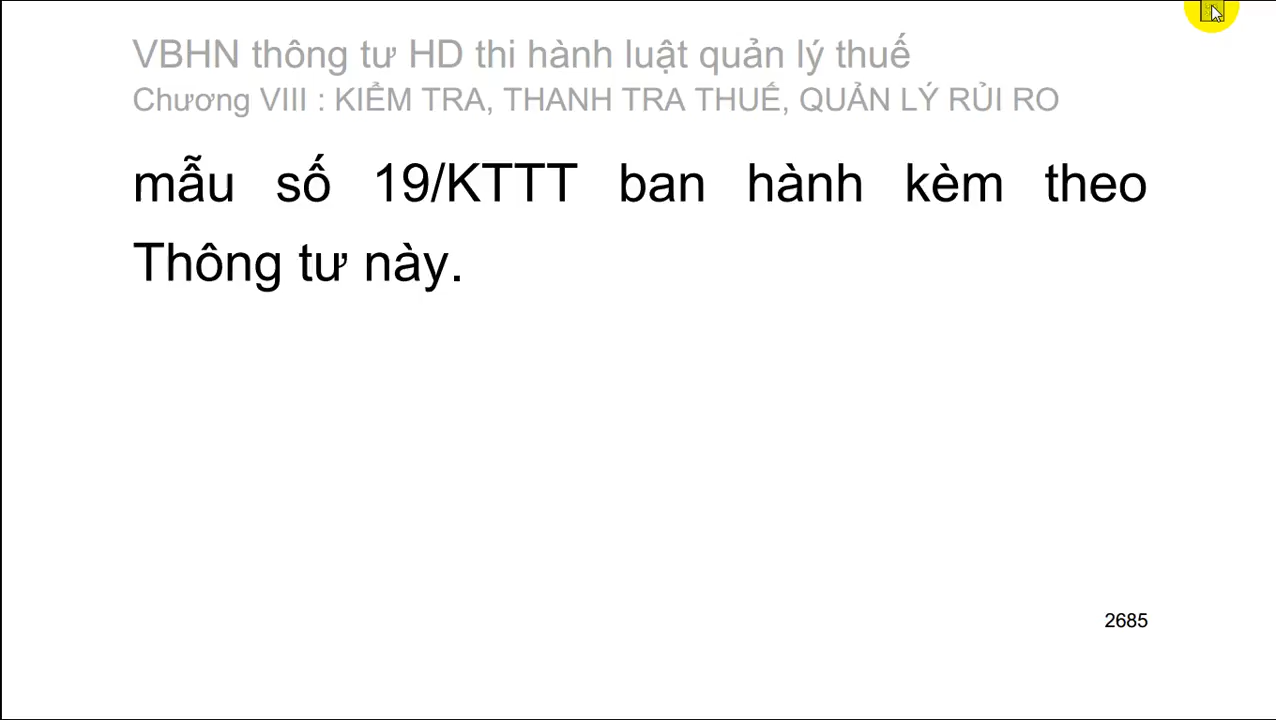 VBHN thông tư HD thi hành luật quản lý thuế
Chương VIII : KIỂM TRA, THANH TRA THUẾ, QUẢN LÝ RỦI RO
mẫu số 19/KTTT ban hành kèm theo
Thông tư này.
2685